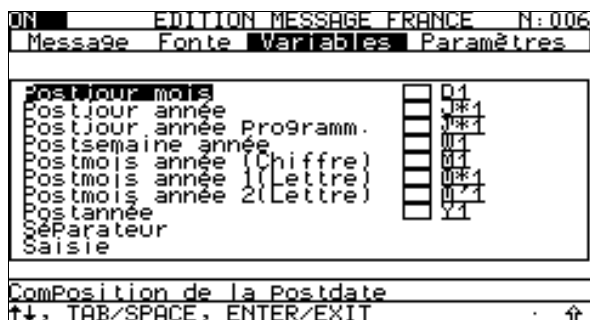 ON EDITION MESSAGE FRANCE N:006
Message Fonte Variables Paramètres
Postjour mois D1
Postjour année J*1
Postjour année Programm. J*1
Postsemaine année W1
Postmois année (Chiffre) M1
Postmois année 1(Lettre) M*1
Postmois année 2(Lettre) M'1
Postannée Y1
Séparateur
Saisie
Composition de la Postdate
↑↓, TAB/SPACE, ENTER/EXIT